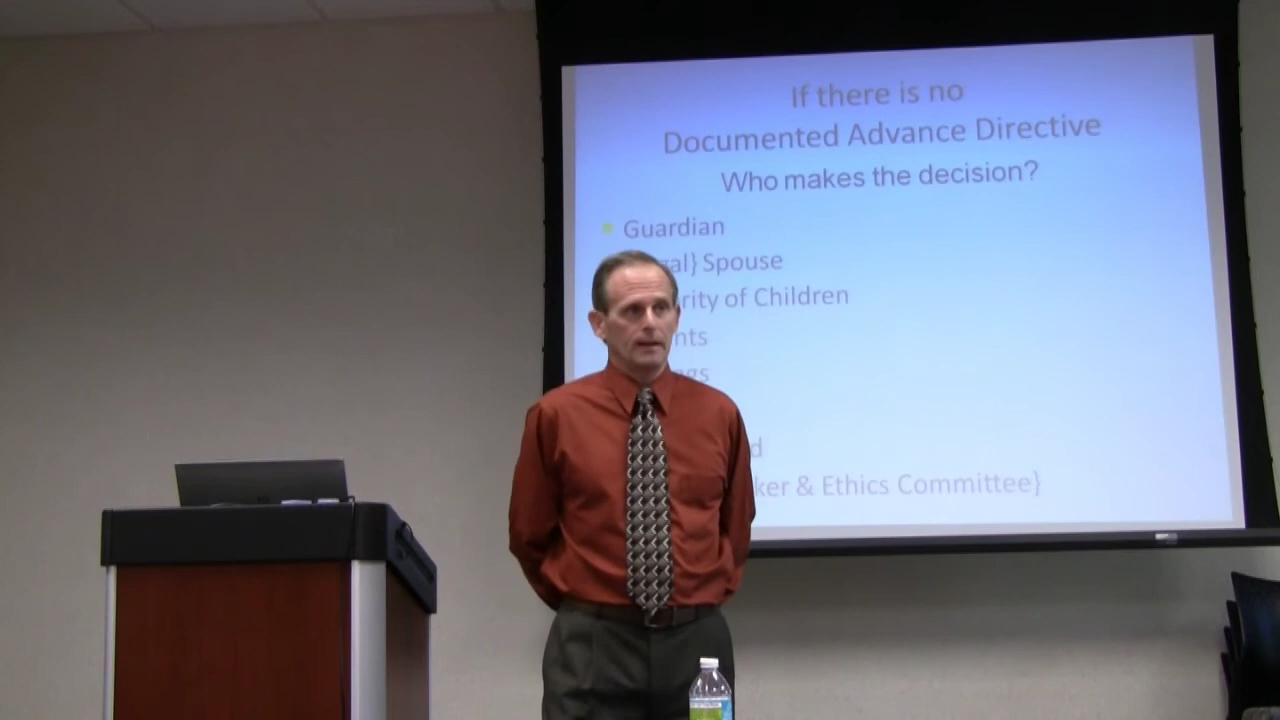 If there is no
Documented Advance Directive
Who makes the decision?
Guardian
gal} Spouse
rity of Children
nts
gs
d
ker & Ethics Committee}